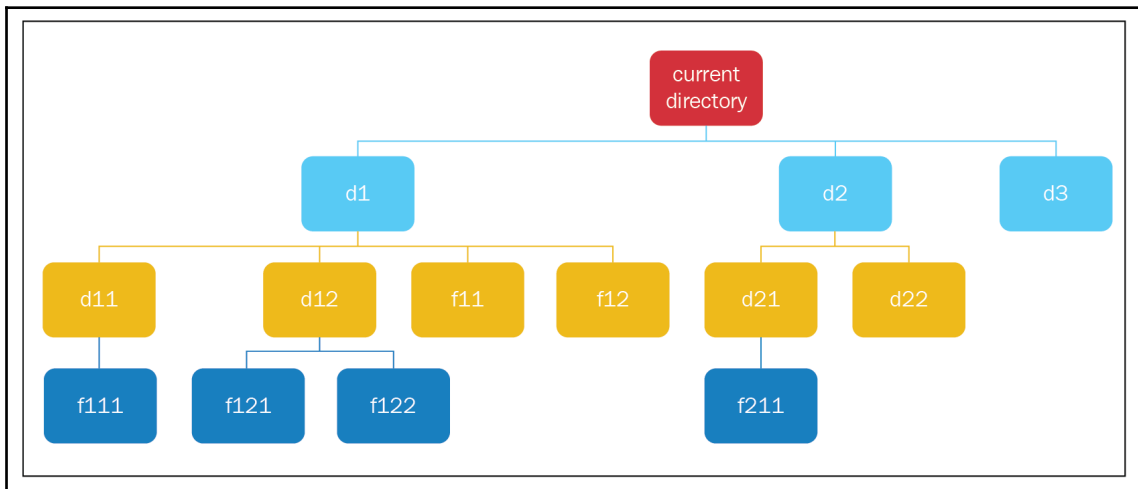 current
directory
d1
d2
d3
d11
d12
f11
f12
d21
d22
f111
f121
f122
f211